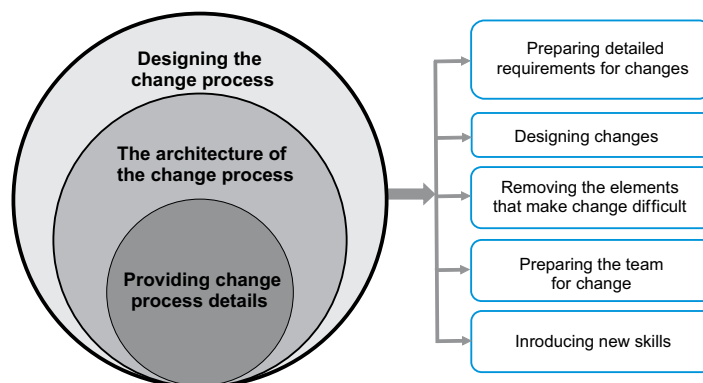 Designing the
change process
The architecture of
the change process
Providing change
process details
Preparing detailed
requirements for changes
Designing changes
Removing the elements
that make change difficult
Preparing the team
for change
Inroducing new skills